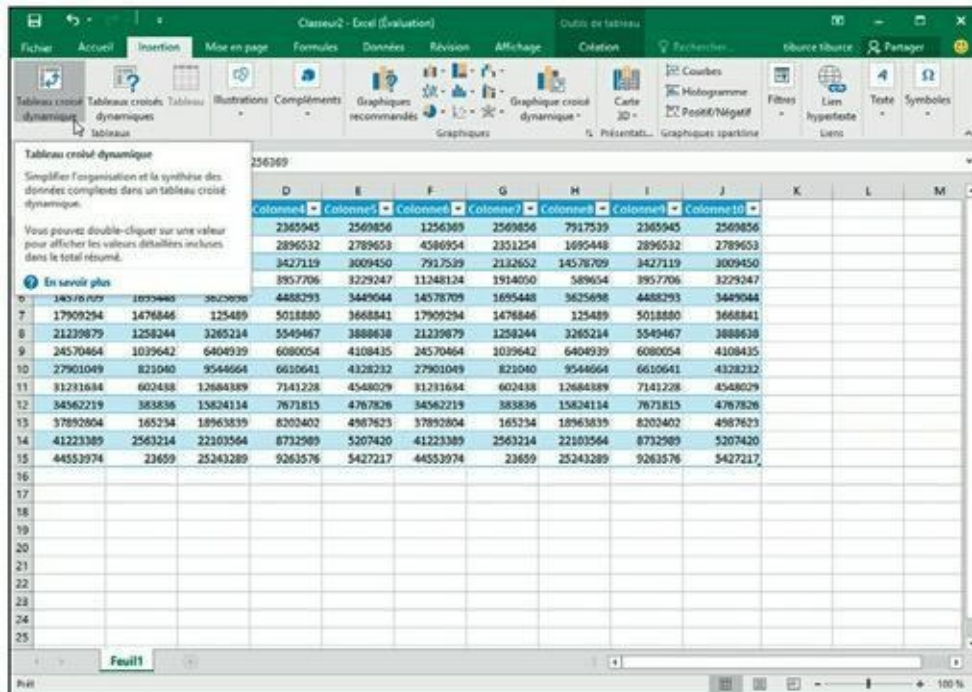 Classeur2 - Excel (Évaluation)
Outils de tableau
Fichier Accueil Insertion Mise en page Formules Données Révision Affichage Création Rechercher... tiburce tiburce Partager
Tableau croisé dynamique
Tableaux croisés dynamiques
Tableau
Illustrations
Compléments
Graphiques recommandés
Graphique croisé dynamique
Carte 3D
Courbes
Histogramme
Positif/Négatif
Filtres
Lien hypertexte
Texte
Symboles
Tableaux Graphiques Présentati... Graphiques sparkline Liens
Tableau croisé dynamique
Simplifier l'organisation et la synthèse des
données complexes dans un tableau croisé
dynamique.
Vous pouvez double-cliquer sur une valeur
pour afficher les valeurs détaillées incluses
dans le total résumé.
En savoir plus
256369
D E F G H I J K L M
Colonne4 Colonne5 Colonne6 Colonne7 Colonne8 Colonne9 Colonne10
2365945 2569856 1256369 2569856 7917539 2365945 2569856
2896532 2789653 4586954 2351254 1695448 2896532 2789653
3427119 3009450 7917539 2132652 14578709 3427119 3009450
3957706 3229247 11248124 1914050 589654 3957706 3229247
6 14578709 1695448 3625698 4488293 3449044 14578709 1695448 3625698 4488293 3449044
7 17909294 1476846 125489 5018880 3668841 17909294 1476846 125489 5018880 3668841
8 21239879 1258244 3265214 5549467 3888638 21239879 1258244 3265214 5549467 3888638
9 24570464 1039642 6404939 6080054 4108435 24570464 1039642 6404939 6080054 4108435
10 27901049 821040 9544664 6610641 4328232 27901049 821040 9544664 6610641 4328232
11 31231634 602438 12684389 7141228 4548029 31231634 602438 12684389 7141228 4548029
12 34562219 383836 15824114 7671815 4767826 34562219 383836 15824114 7671815 4767826
13 37892804 165234 18963839 8202402 4987623 37892804 165234 18963839 8202402 4987623
14 41223389 2563214 22103564 8732989 5207420 41223389 2563214 22103564 8732989 5207420
15 44553974 23659 25243289 9263576 5427217 44553974 23659 25243289 9263576 5427217
16
17
18
19
20
21
22
23
24
25
Feuil1
Prêt
100 %